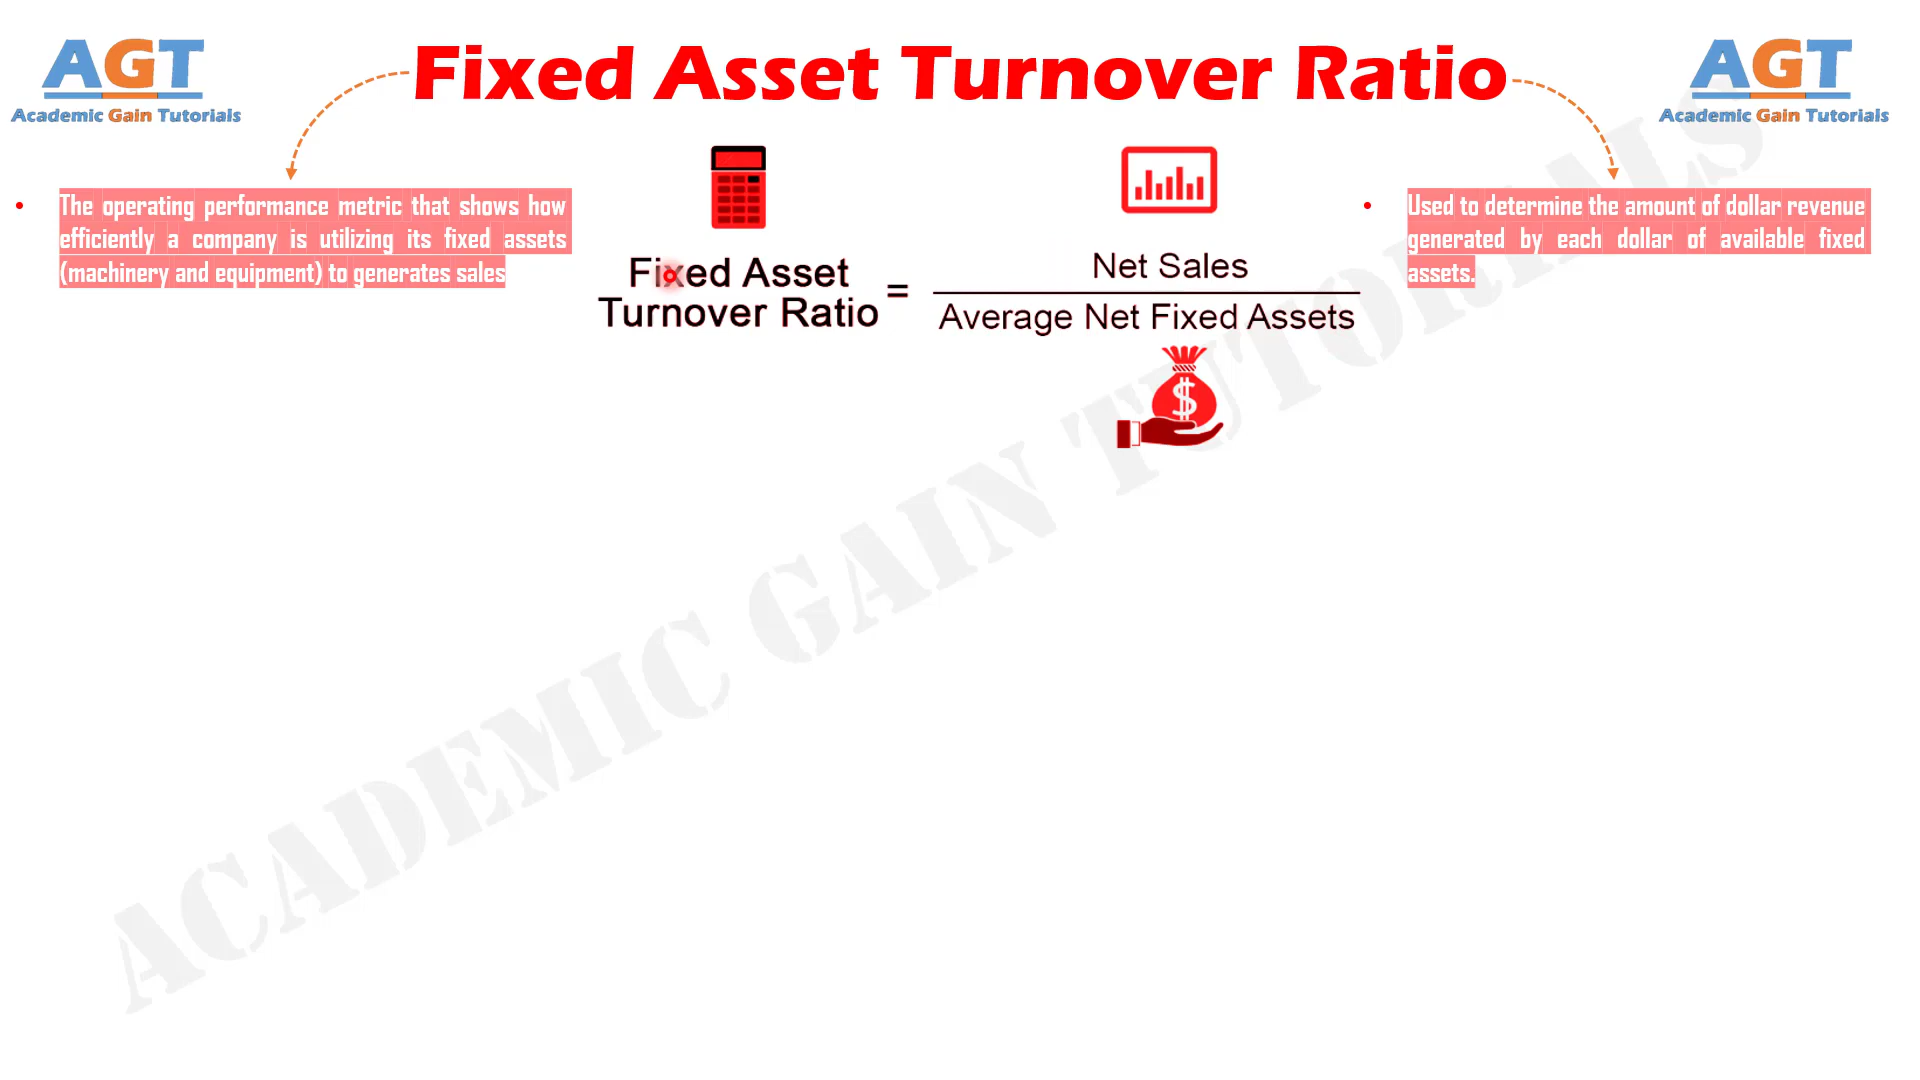 AGT
Academic Gain Tutorials
Fixed Asset Turnover Ratio
AGT
Academic Gain Tutorials
• The operating performance metric that shows how
efficiently a company is utilizing its fixed assets
(machinery and equipment) to generates sales
Fixed Asset
Turnover Ratio
=
Net Sales
Average Net Fixed Assets
$
• Used to determine the amount of dollar revenue
generated by each dollar of available fixed
assets.
ACADEMIC GAIN TUTORIALS